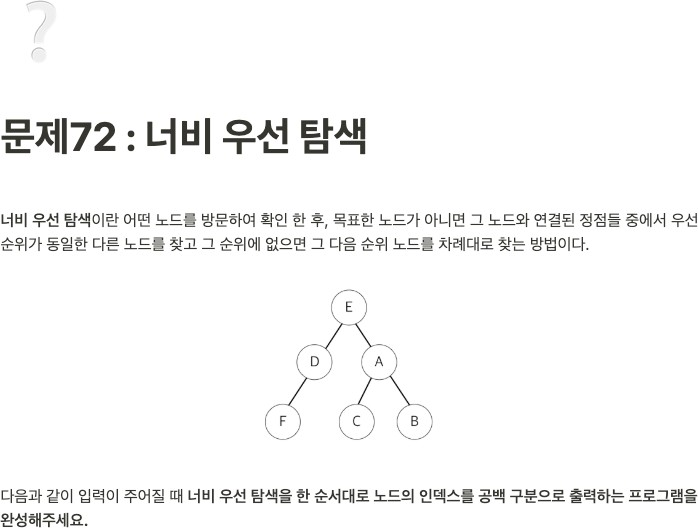 문제72 : 너비 우선 탐색
너비 우선 탐색이란 어떤 노드를 방문하여 확인 한 후, 목표한 노드가 아니면 그 노드와 연결된 정점들 중에서 우선
순위가 동일한 다른 노드를 찾고 그 순위에 없으면 그 다음 순위 노드를 차례대로 찾는 방법이다.
E
D A
F C B
다음과 같이 입력이 주어질 때 너비 우선 탐색을 한 순서대로 노드의 인덱스를 공백 구분으로 출력하는 프로그램을
완성해주세요.